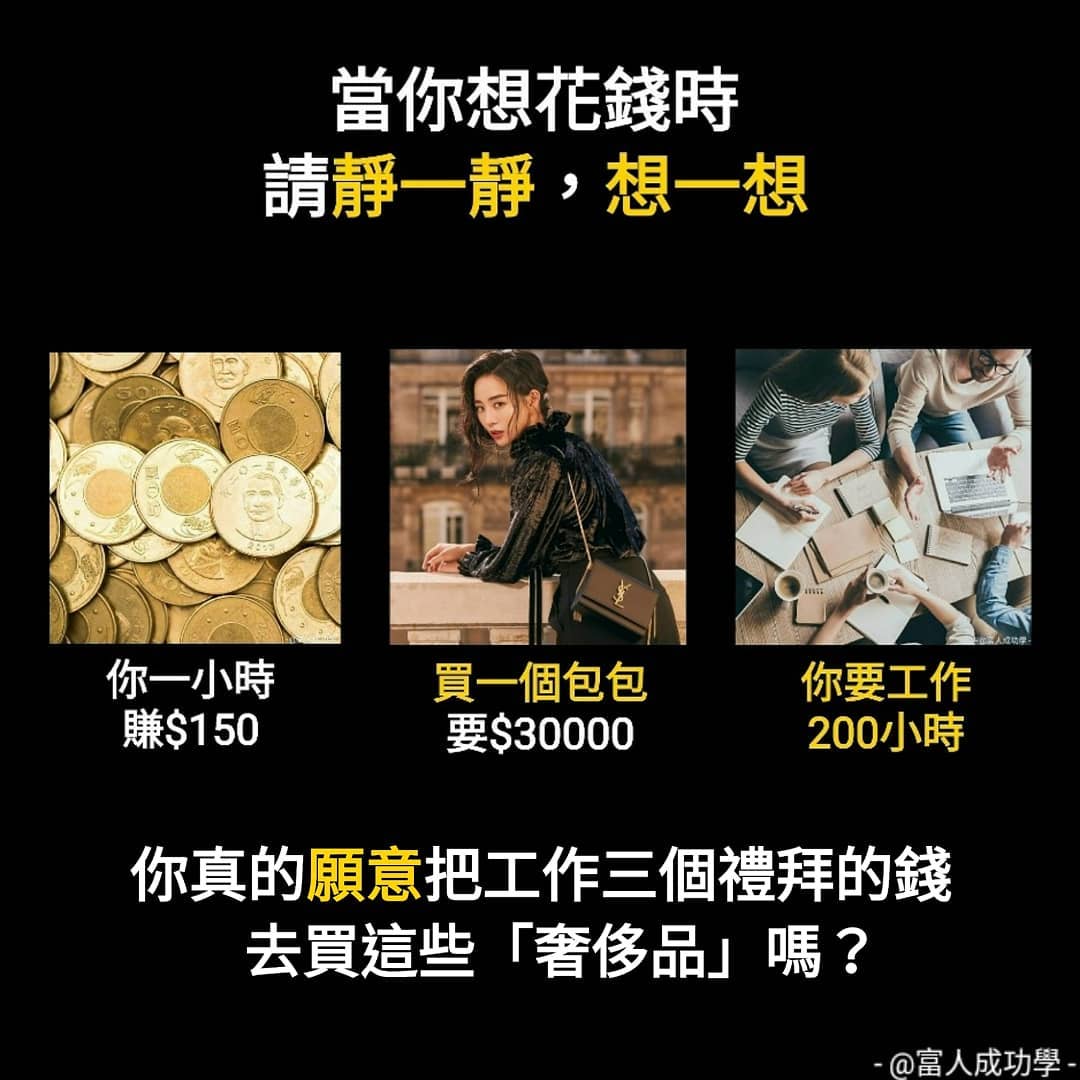 當你想花錢時
請靜一靜，想一想
你一小時
賺$150
買一個包包
要$30000
你要工作
200小時
你真的願意把工作三個禮拜的錢
去買這些「奢侈品」嗎？
- @富人成功學 -